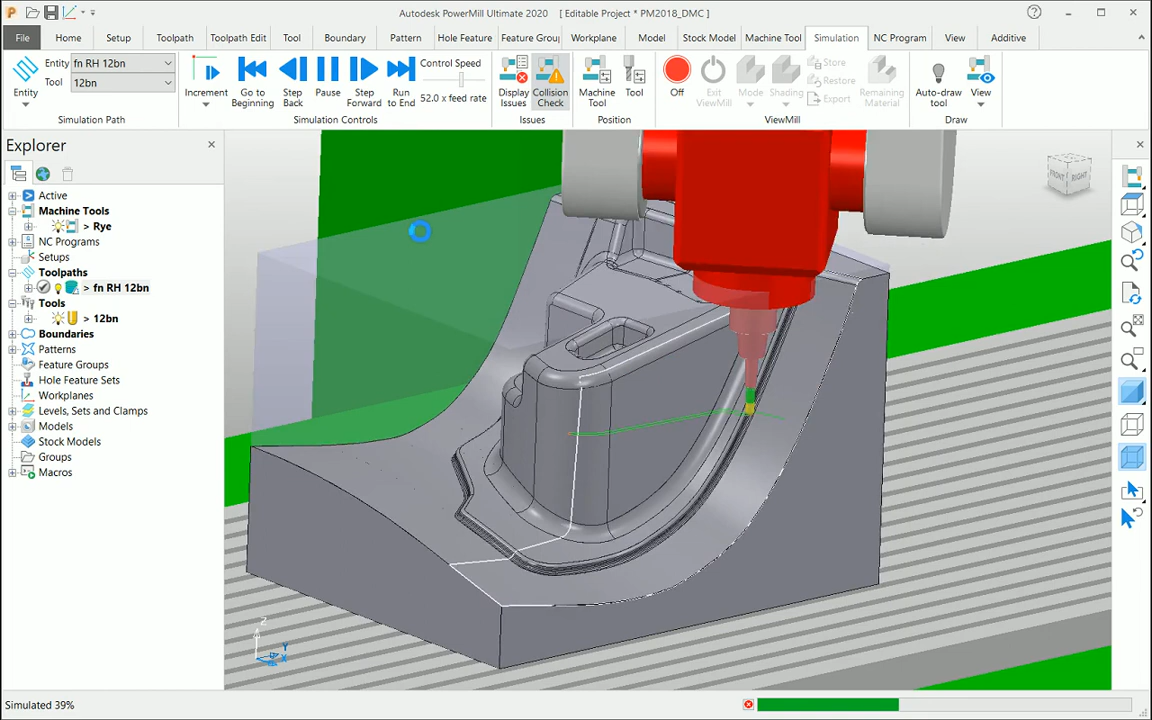 Autodesk PowerMill Ultimate 2020 [ Editable Project * PM2018_DMC ]
File Home Setup Toolpath Toolpath Edit Tool Boundary Pattern Hole Feature Feature Group Workplane Model Stock Model Machine Tool Simulation NC Program View Additive
Entity fn RH 12bn
Tool 12bn
Entity
Simulation Path
Increment
Go to Beginning
Step Back
Pause
Step Forward
Run to End
Control Speed
52.0 x feed rate
Simulation Controls
Display Issues
Collision Check
Issues
Machine Tool
Tool
Position
Off
Exit ViewMill
Mode
Shading
Store
Restore
Export
Remaining Material
ViewMill
Auto-draw tool
View
Draw
Explorer
Active
Machine Tools
> Rye
NC Programs
Setups
Toolpaths
> fn RH 12bn
Tools
> 12bn
Boundaries
Patterns
Feature Groups
Hole Feature Sets
Workplanes
Levels, Sets and Clamps
Models
Stock Models
Groups
Macros
FRONT RIGHT
Z
Y
X
Simulated 39%